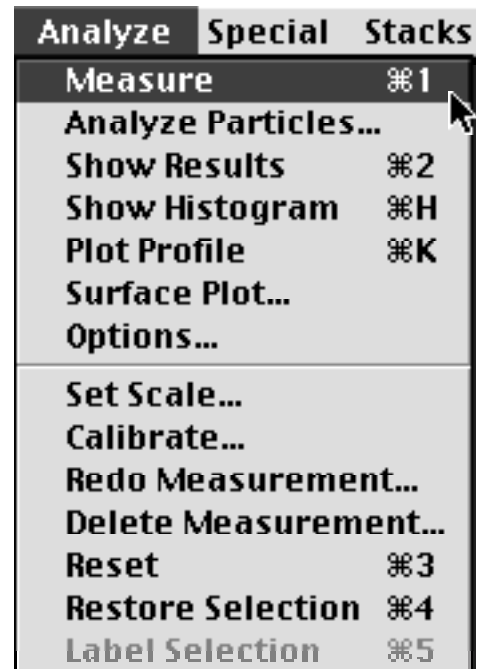 Analyze Special Stacks
Measure ⌘1
Analyze Particles...
Show Results ⌘2
Show Histogram ⌘H
Plot Profile ⌘K
Surface Plot...
Options...
Set Scale...
Calibrate...
Redo Measurement...
Delete Measurement...
Reset ⌘3
Restore Selection ⌘4
Label Selection ⌘5